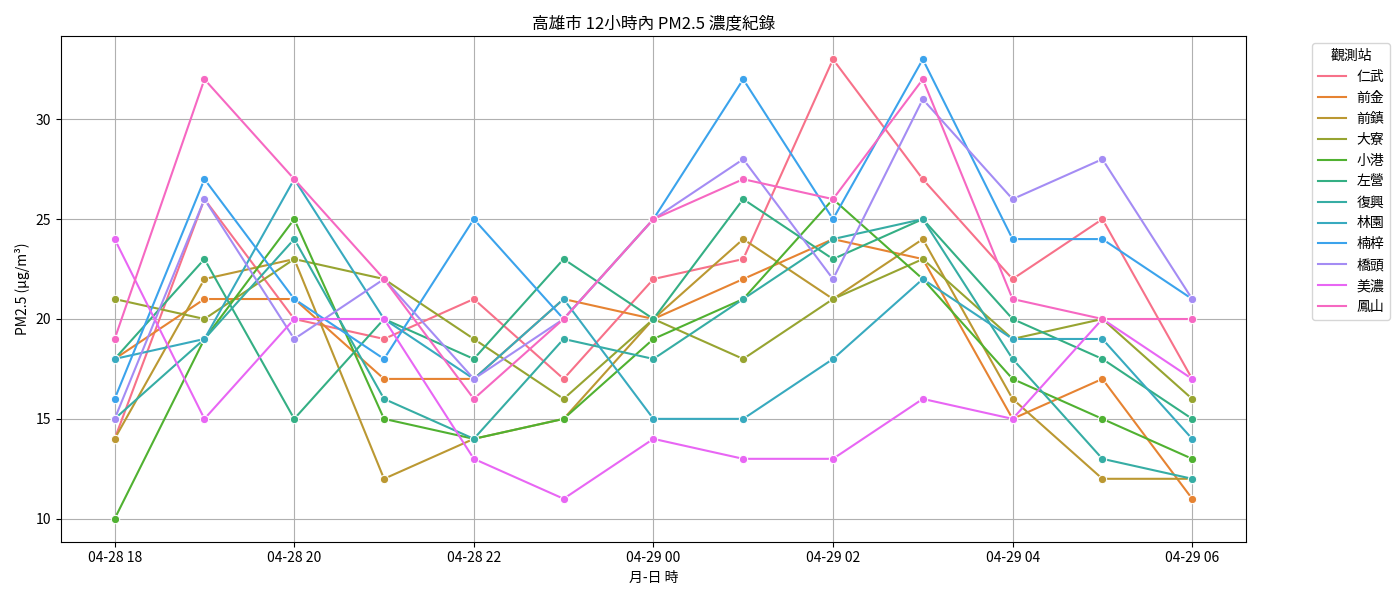 高雄市 12小時內 PM2.5 濃度紀錄
PM2.5 (μg/m³)
30
25
20
15
10
04-28 18
04-28 20
04-28 22
04-29 00
04-29 02
04-29 04
04-29 06
月-日 時
觀測站
仁武
前金
前鎮
大寮
小港
左營
復興
林園
楠梓
橋頭
美濃
鳳山